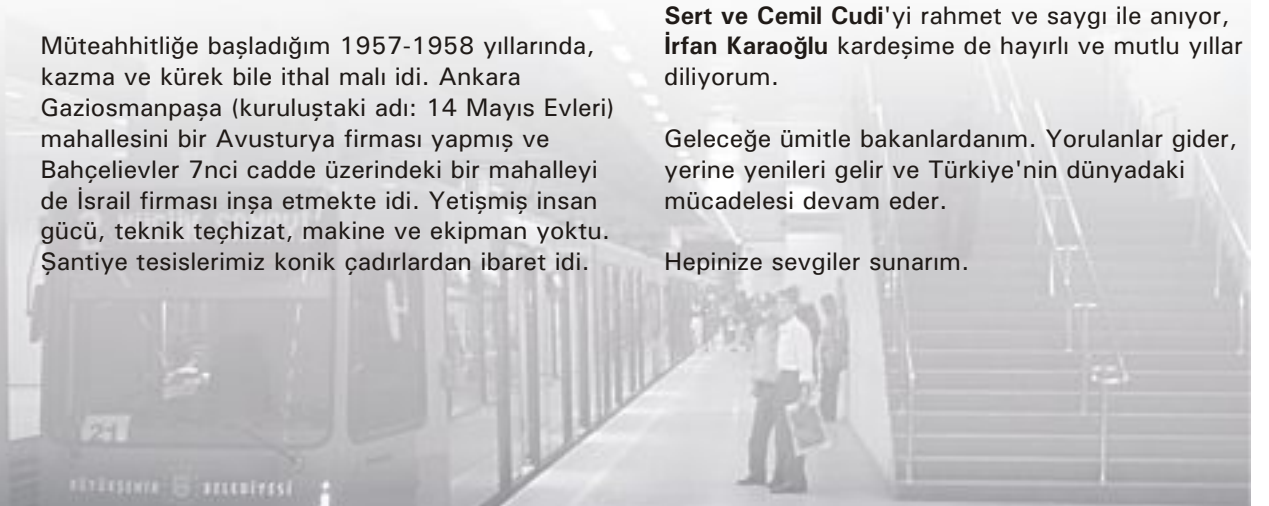 Müteahhitliğe başladığım 1957-1958 yıllarında,
kazma ve kürek bile ithal malı idi. Ankara
Gaziosmanpaşa (kuruluştaki adı: 14 Mayıs Evleri)
mahallesini bir Avusturya firması yapmış ve
Bahçelievler 7nci cadde üzerindeki bir mahalleyi
de İsrail firması inşa etmekte idi. Yetişmiş insan
gücü, teknik teçhizat, makine ve ekipman yoktu.
Şantiye tesislerimiz konik çadırlardan ibaret idi.
Sert ve Cemil Cudi'yi rahmet ve saygı ile anıyor,
İrfan Karaoğlu kardeşime de hayırlı ve mutlu yıllar
diliyorum.
Geleceğe ümitle bakanlardanım. Yorulanlar gider,
yerine yenileri gelir ve Türkiye'nin dünyadaki
mücadelesi devam eder.
Hepinize sevgiler sunarım.
BÜYÜKŞEHİR BELEDİYESİ